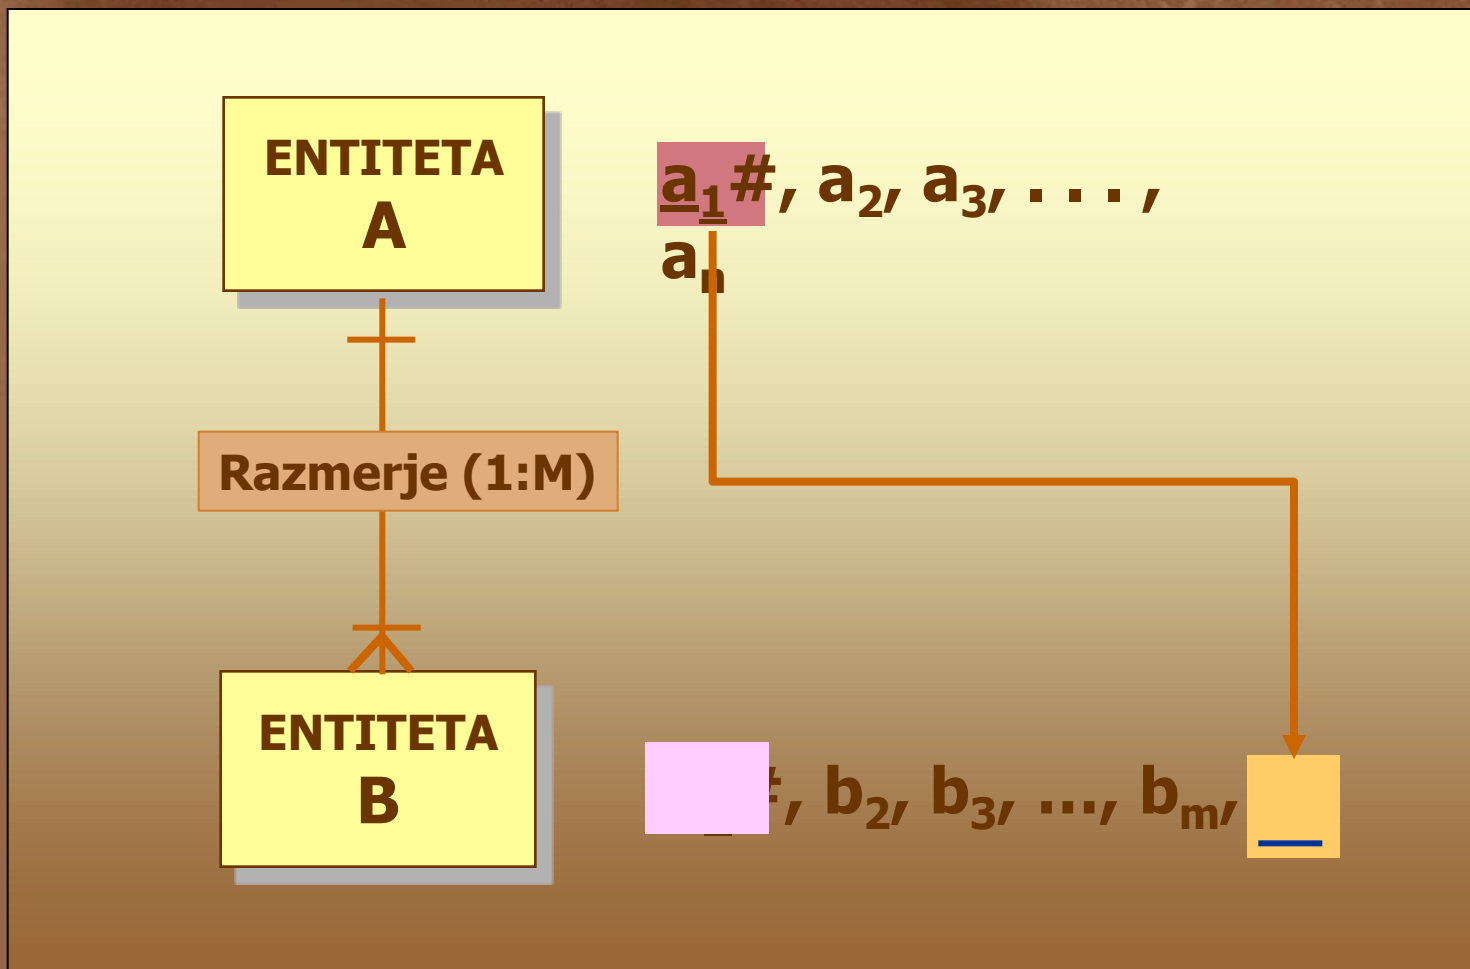 ENTITETA
A
a₁#, a₂, a₃, . . . ,
aₙ
Razmerje (1:M)
ENTITETA
B
#, b₂, b₃, ..., bₘ,